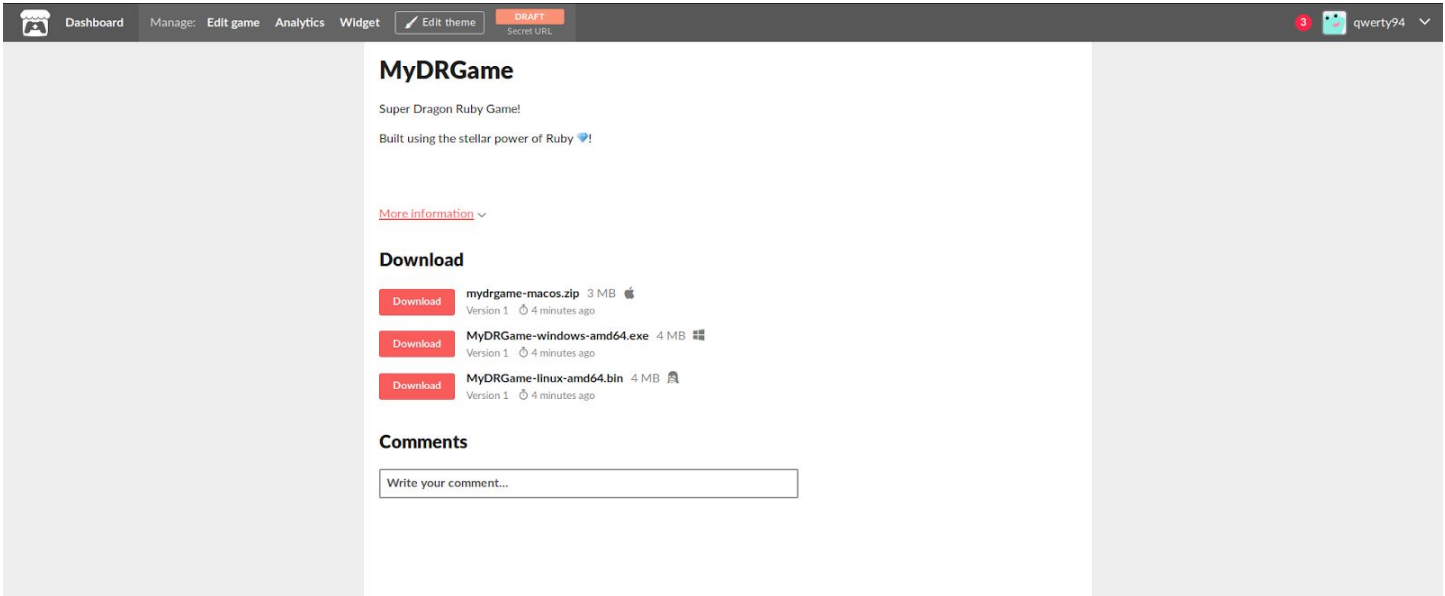 Dashboard Manage: Edit game Analytics Widget Edit theme DRAFT 3 qwerty94
Secret URL
MyDRGame
Super Dragon Ruby Game!
Built using the stellar power of Ruby 💎!
More information
Download
Download mydrgame-macos.zip 3 MB
Version 1 4 minutes ago
Download MyDRGame-windows-amd64.exe 4 MB
Version 1 4 minutes ago
Download MyDRGame-linux-amd64.bin 4 MB
Version 1 4 minutes ago
Comments
Write your comment...